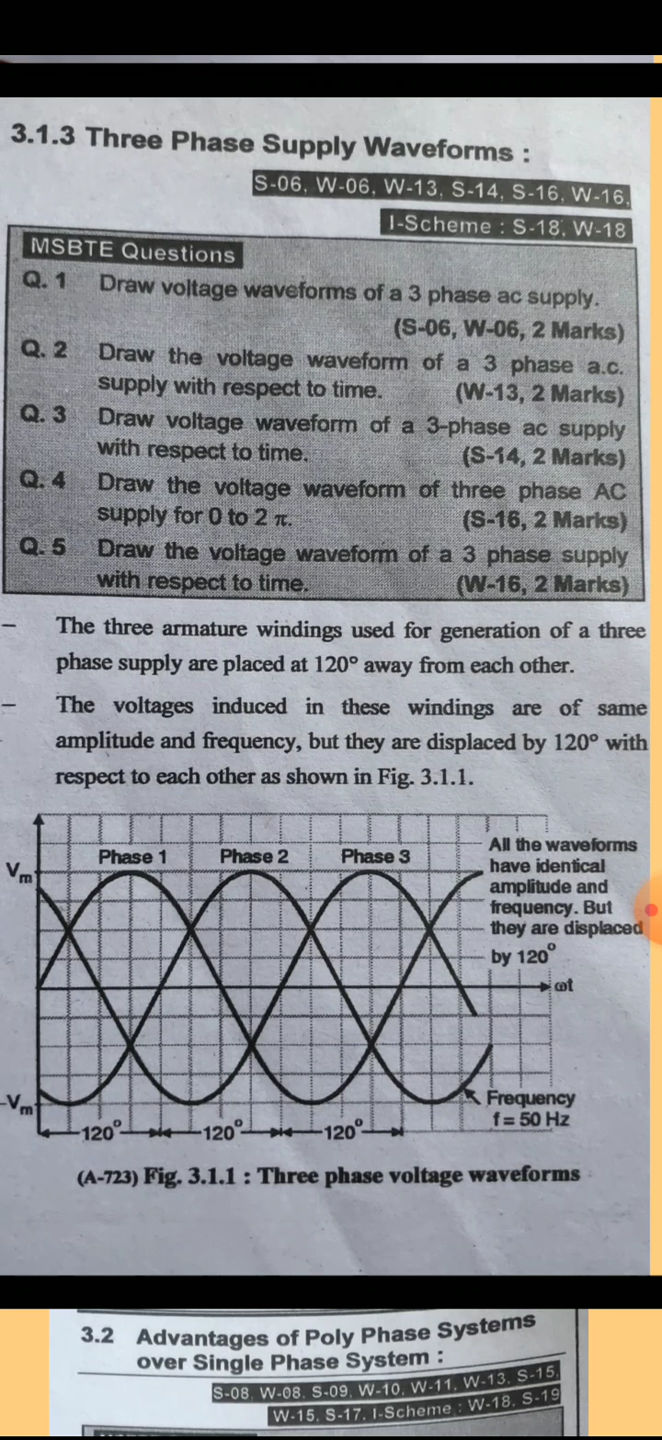 3.1.3 Three Phase Supply Waveforms :
S-06, W-06, W-13, S-14, S-16, W-16,
I-Scheme : S-18, W-18
MSBTE Questions
Q. 1 Draw voltage waveforms of a 3 phase ac supply.
(S-06, W-06, 2 Marks)
Q. 2 Draw the voltage waveform of a 3 phase a.c.
supply with respect to time. (W-13, 2 Marks)
Q. 3 Draw voltage waveform of a 3-phase ac supply
with respect to time. (S-14, 2 Marks)
Q. 4 Draw the voltage waveform of three phase AC
supply for 0 to 2 π. (S-16, 2 Marks)
Q. 5 Draw the voltage waveform of a 3 phase supply
with respect to time. (W-16, 2 Marks)
– The three armature windings used for generation of a three
phase supply are placed at 120° away from each other.
– The voltages induced in these windings are of same
amplitude and frequency, but they are displaced by 120° with
respect to each other as shown in Fig. 3.1.1.
Vm
Phase 1 Phase 2 Phase 3
All the waveforms
have identical
amplitude and
frequency. But
they are displaced
by 120°
ωt
-Vm
Frequency
f = 50 Hz
120° 120° 120°
(A-723) Fig. 3.1.1 : Three phase voltage waveforms
3.2 Advantages of Poly Phase Systems
over Single Phase System :
S-08, W-08, S-09, W-10, W-11, W-13, S-15,
W-15, S-17, I-Scheme : W-18, S-19